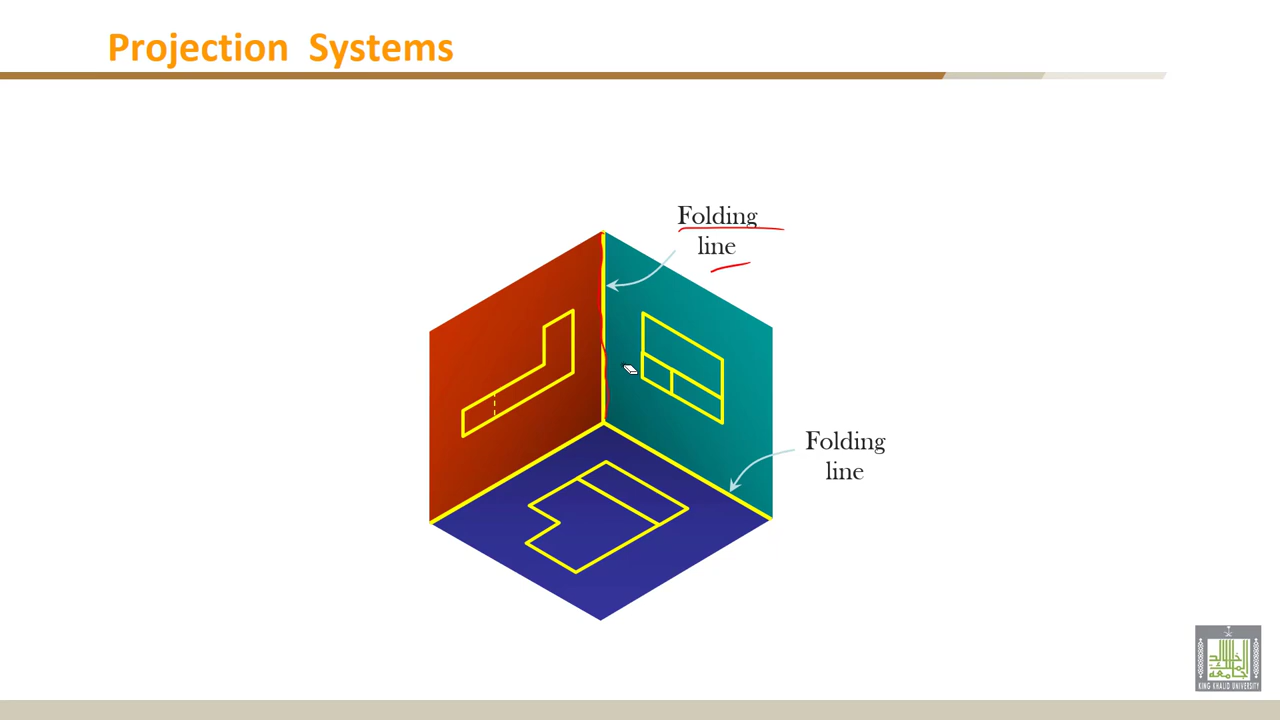 Projection Systems
Folding
line
Folding
line
KING KHALID UNIVERSITY